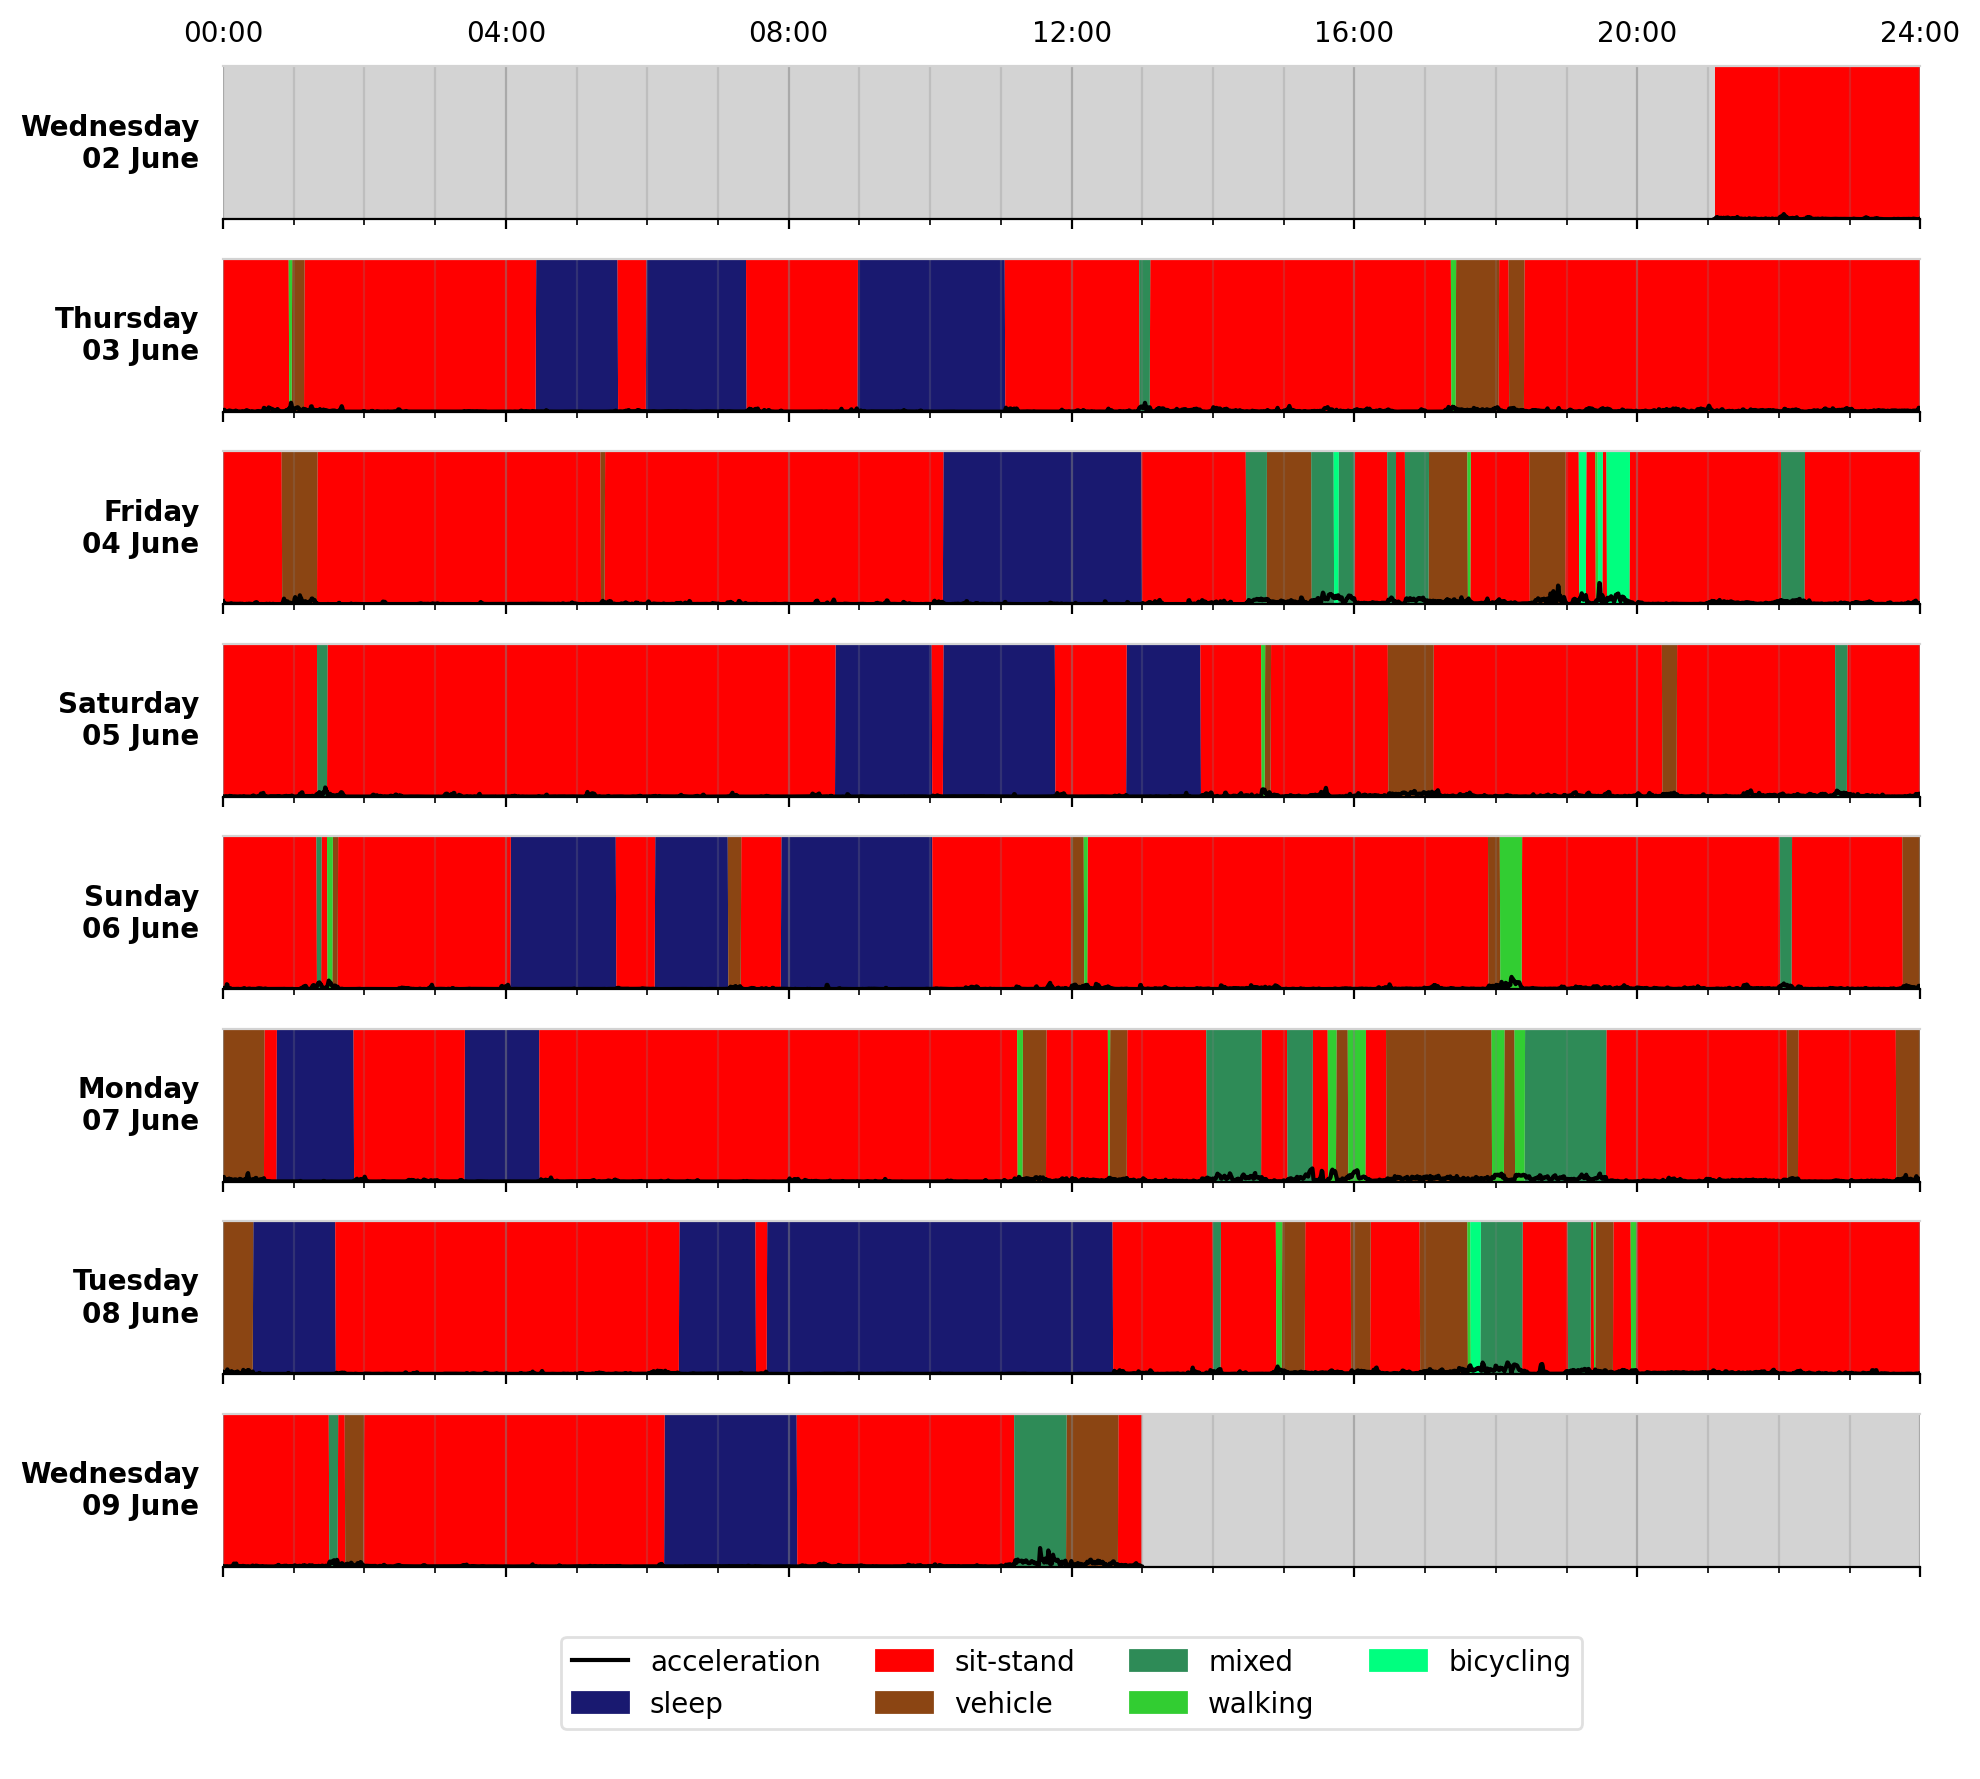 00:00 04:00 08:00 12:00 16:00 20:00 24:00
Wednesday
02 June
Thursday
03 June
Friday
04 June
Saturday
05 June
Sunday
06 June
Monday
07 June
Tuesday
08 June
Wednesday
09 June
acceleration sit-stand mixed bicycling
sleep vehicle walking